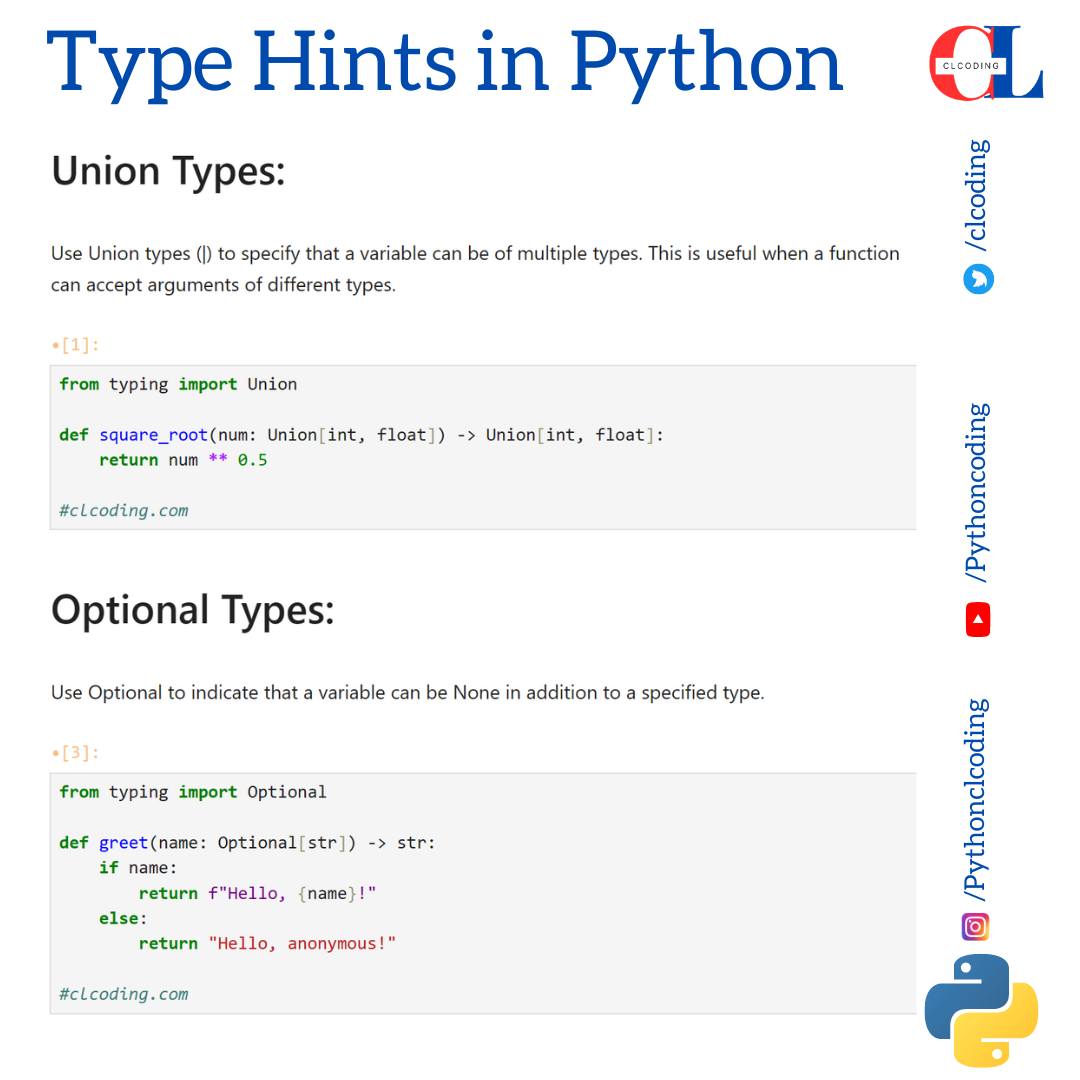 Type Hints in Python
CLCODING
Union Types:
Use Union types (|) to specify that a variable can be of multiple types. This is useful when a function
can accept arguments of different types.
•[1]:
from typing import Union
def square_root(num: Union[int, float]) -> Union[int, float]:
    return num ** 0.5
#clcoding.com
Optional Types:
Use Optional to indicate that a variable can be None in addition to a specified type.
•[3]:
from typing import Optional
def greet(name: Optional[str]) -> str:
    if name:
        return f"Hello, {name}!"
    else:
        return "Hello, anonymous!"
#clcoding.com
/clcoding
/Pythoncoding
/Pythonclcoding